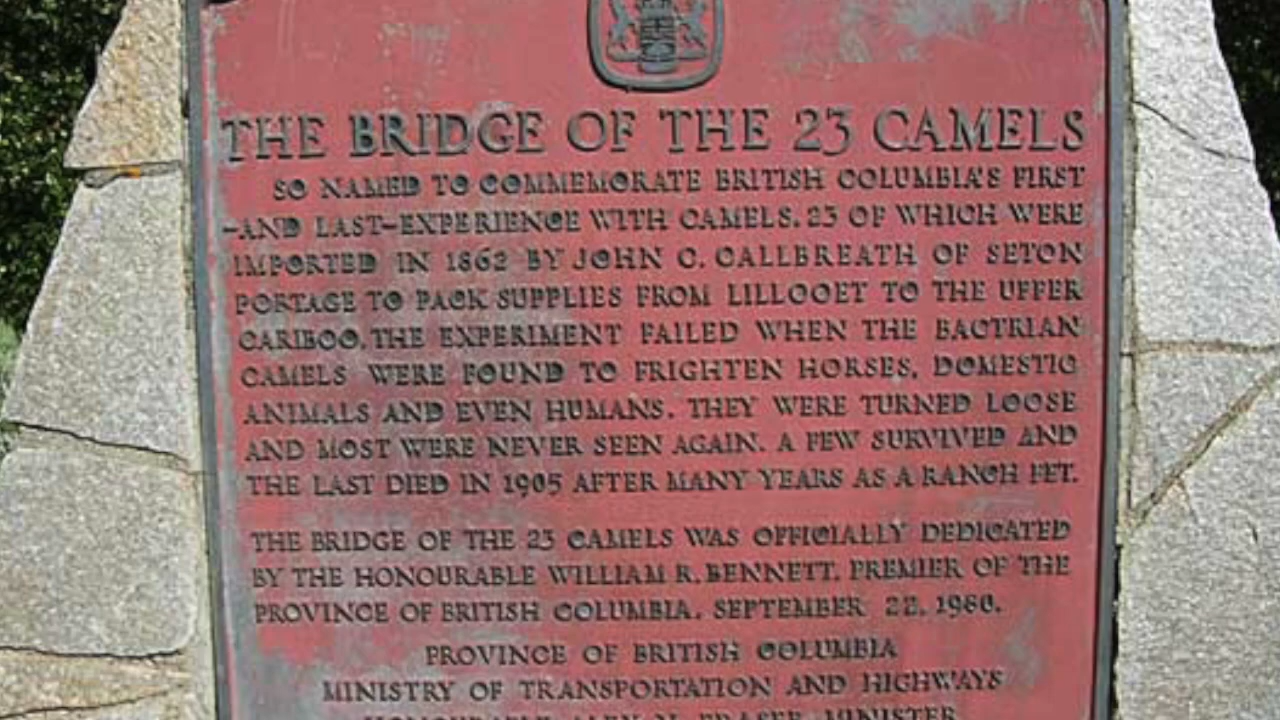 THE BRIDGE OF THE 23 CAMELS
SO NAMED TO COMMEMORATE BRITISH COLUMBIA'S FIRST
-AND LAST-EXPERIENCE WITH CAMELS. 23 OF WHICH WERE
IMPORTED IN 1862 BY JOHN C. CALLBREATH OF SETON
PORTAGE TO PACK SUPPLIES FROM LILLOOET TO THE UPPER
CARIBOO. THE EXPERIMENT FAILED WHEN THE BACTRIAN
CAMELS WERE FOUND TO FRIGHTEN HORSES, DOMESTIC
ANIMALS AND EVEN HUMANS. THEY WERE TURNED LOOSE
AND MOST WERE NEVER SEEN AGAIN. A FEW SURVIVED AND
THE LAST DIED IN 1905 AFTER MANY YEARS AS A RANCH PET.
THE BRIDGE OF THE 23 CAMELS WAS OFFICIALLY DEDICATED
BY THE HONOURABLE WILLIAM R. BENNETT, PREMIER OF THE
PROVINCE OF BRITISH COLUMBIA. SEPTEMBER 22, 1980.
PROVINCE OF BRITISH COLUMBIA
MINISTRY OF TRANSPORTATION AND HIGHWAYS
HONOURABLE ALEX V. FRASER, MINISTER